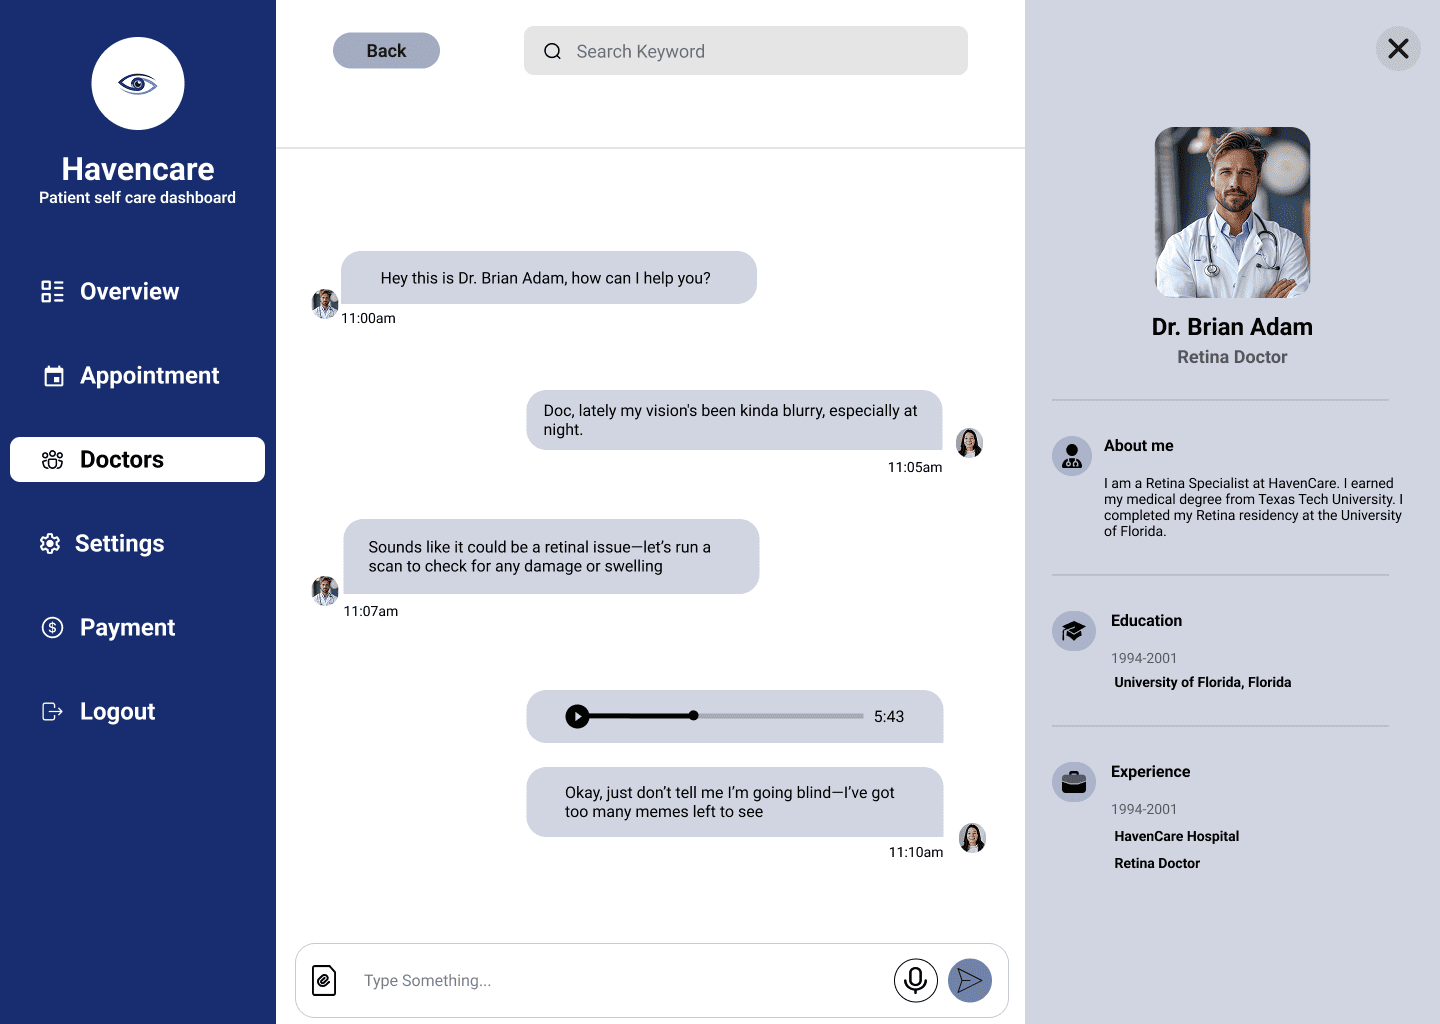 Havencare
Patient self care dashboard
Overview
Appointment
Doctors
Settings
Payment
Logout
Back
Search Keyword
Hey this is Dr. Brian Adam, how can I help you?
11:00am
Doc, lately my vision's been kinda blurry, especially at
night.
11:05am
Sounds like it could be a retinal issue—let’s run a
scan to check for any damage or swelling
11:07am
5:43
Okay, just don’t tell me I’m going blind—I’ve got
too many memes left to see
11:10am
Type Something...
Dr. Brian Adam
Retina Doctor
About me
I am a Retina Specialist at HavenCare. I earned
my medical degree from Texas Tech University. I
completed my Retina residency at the University
of Florida.
Education
1994-2001
University of Florida, Florida
Experience
1994-2001
HavenCare Hospital
Retina Doctor